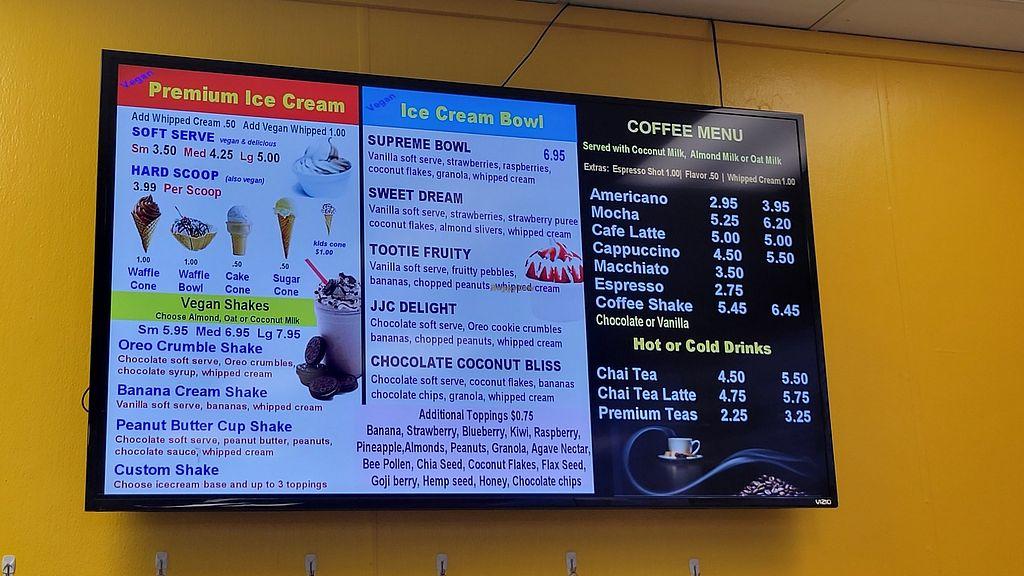 Vegan
Premium Ice Cream
Add Whipped Cream .50 Add Vegan Whipped 1.00
SOFT SERVE vegan & delicious
Sm 3.50 Med 4.25 Lg 5.00
HARD SCOOP (also vegan)
3.99 Per Scoop
kids cone
$1.00
1.00 1.00 .50 .50
Waffle Cone
Waffle Bowl
Cake Cone
Sugar Cone
Vegan Shakes
Choose Almond, Oat or Coconut Milk
Sm 5.95 Med 6.95 Lg 7.95
Oreo Crumble Shake
Chocolate soft serve, Oreo crumbles,
chocolate syrup, whipped cream
Banana Cream Shake
Vanilla soft serve, bananas, whipped cream
Peanut Butter Cup Shake
Chocolate soft serve, peanut butter, peanuts,
chocolate sauce, whipped cream
Custom Shake
Choose icecream base and up to 3 toppings
Vegan
Ice Cream Bowl
SUPREME BOWL 6.95
Vanilla soft serve, strawberries, raspberries,
coconut flakes, granola, whipped cream
SWEET DREAM
Vanilla soft serve, strawberries, strawberry puree
coconut flakes, almond slivers, whipped cream
TOOTIE FRUITY
Vanilla soft serve, fruity pebbles,
bananas, chopped peanuts, whipped cream
JJC DELIGHT
Chocolate soft serve, Oreo cookie crumbles
bananas, chopped peanuts, whipped cream
CHOCOLATE COCONUT BLISS
Chocolate soft serve, coconut flakes, bananas
chocolate chips, granola, whipped cream
Additional Toppings $0.75
Banana, Strawberry, Blueberry, Kiwi, Raspberry,
Pineapple,Almonds, Peanuts, Granola, Agave Nectar,
Bee Pollen, Chia Seed, Coconut Flakes, Flax Seed,
Goji berry, Hemp seed, Honey, Chocolate chips
COFFEE MENU
Served with Coconut Milk, Almond Milk or Oat Milk
Extras: Espresso Shot 1.00| Flavor .50 | Whipped Cream 1.00
Americano 2.95 3.95
Mocha 5.25 6.20
Cafe Latte 5.00 5.00
Cappuccino 4.50 5.50
Macchiato 3.50
Espresso 2.75
Coffee Shake 5.45 6.45
Chocolate or Vanilla
Hot or Cold Drinks
Chai Tea 4.50 5.50
Chai Tea Latte 4.75 5.75
Premium Teas 2.25 3.25
VIZIO